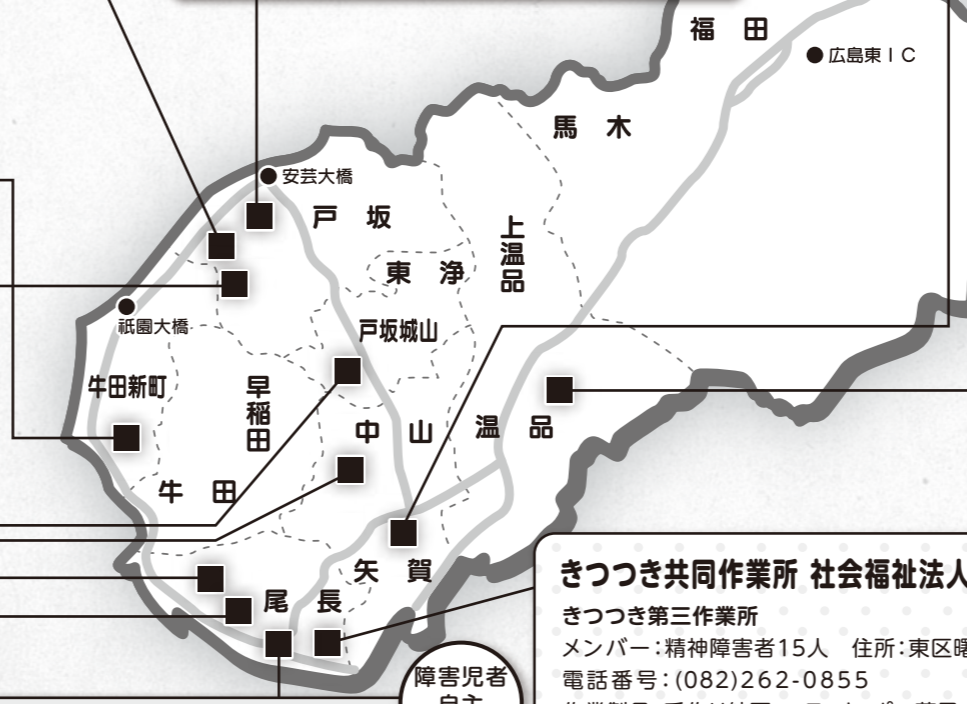 福田
広島東IC
馬木
安芸大橋
戸坂
上温品
東浄
祇園大橋
戸坂城山
牛田新町
早稲田
中山
温品
牛田
矢賀
尾長
障害児者
自主
きつつき共同作業所 社会福祉法人
きつつき第三作業所
メンバー：精神障害者15人 住所：東区曙
電話番号：(082)262-0855